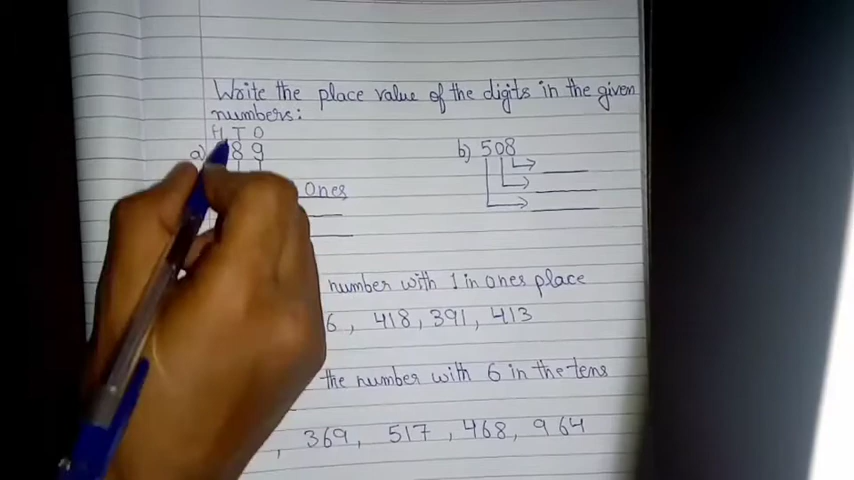 Write the place value of the digits in the given
numbers:
H T O
a) 89 b) 508
Ones
number with 1 in ones place
6, 418, 391, 413
the number with 6 in the tens
, 369, 517, 468, 964